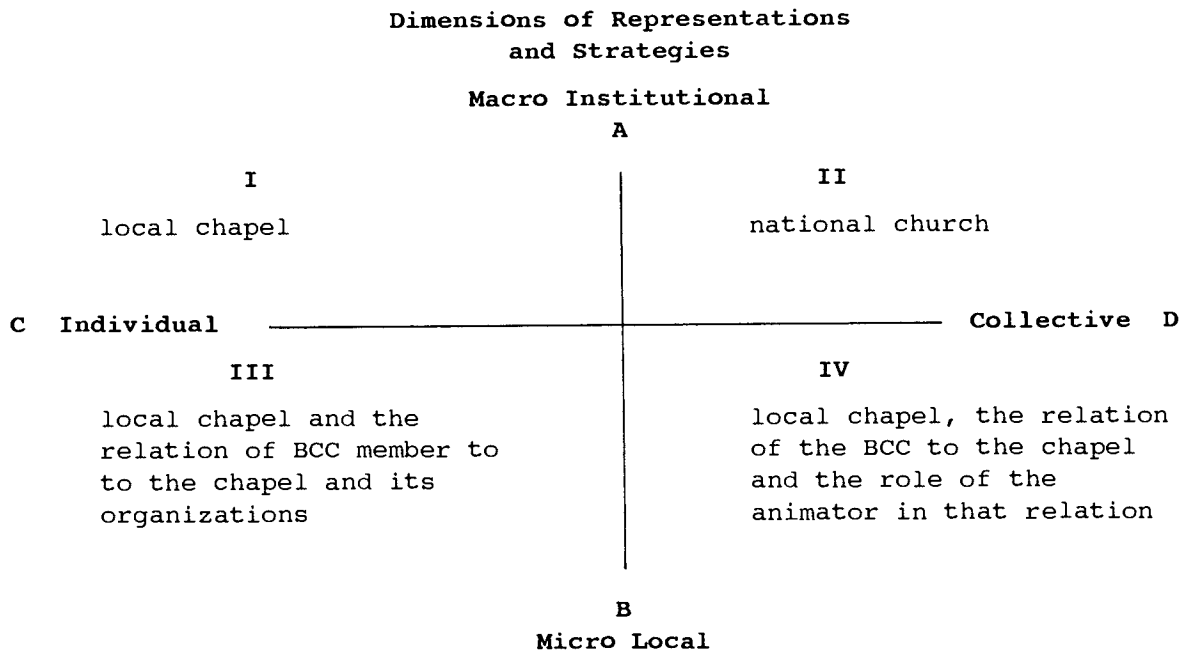 Dimensions of Representations
and Strategies
Macro Institutional
A
I
local chapel
II
national church
C Individual
Collective D
III
local chapel and the
relation of BCC member to
to the chapel and its
organizations
IV
local chapel, the relation
of the BCC to the chapel
and the role of the
animator in that relation
B
Micro Local